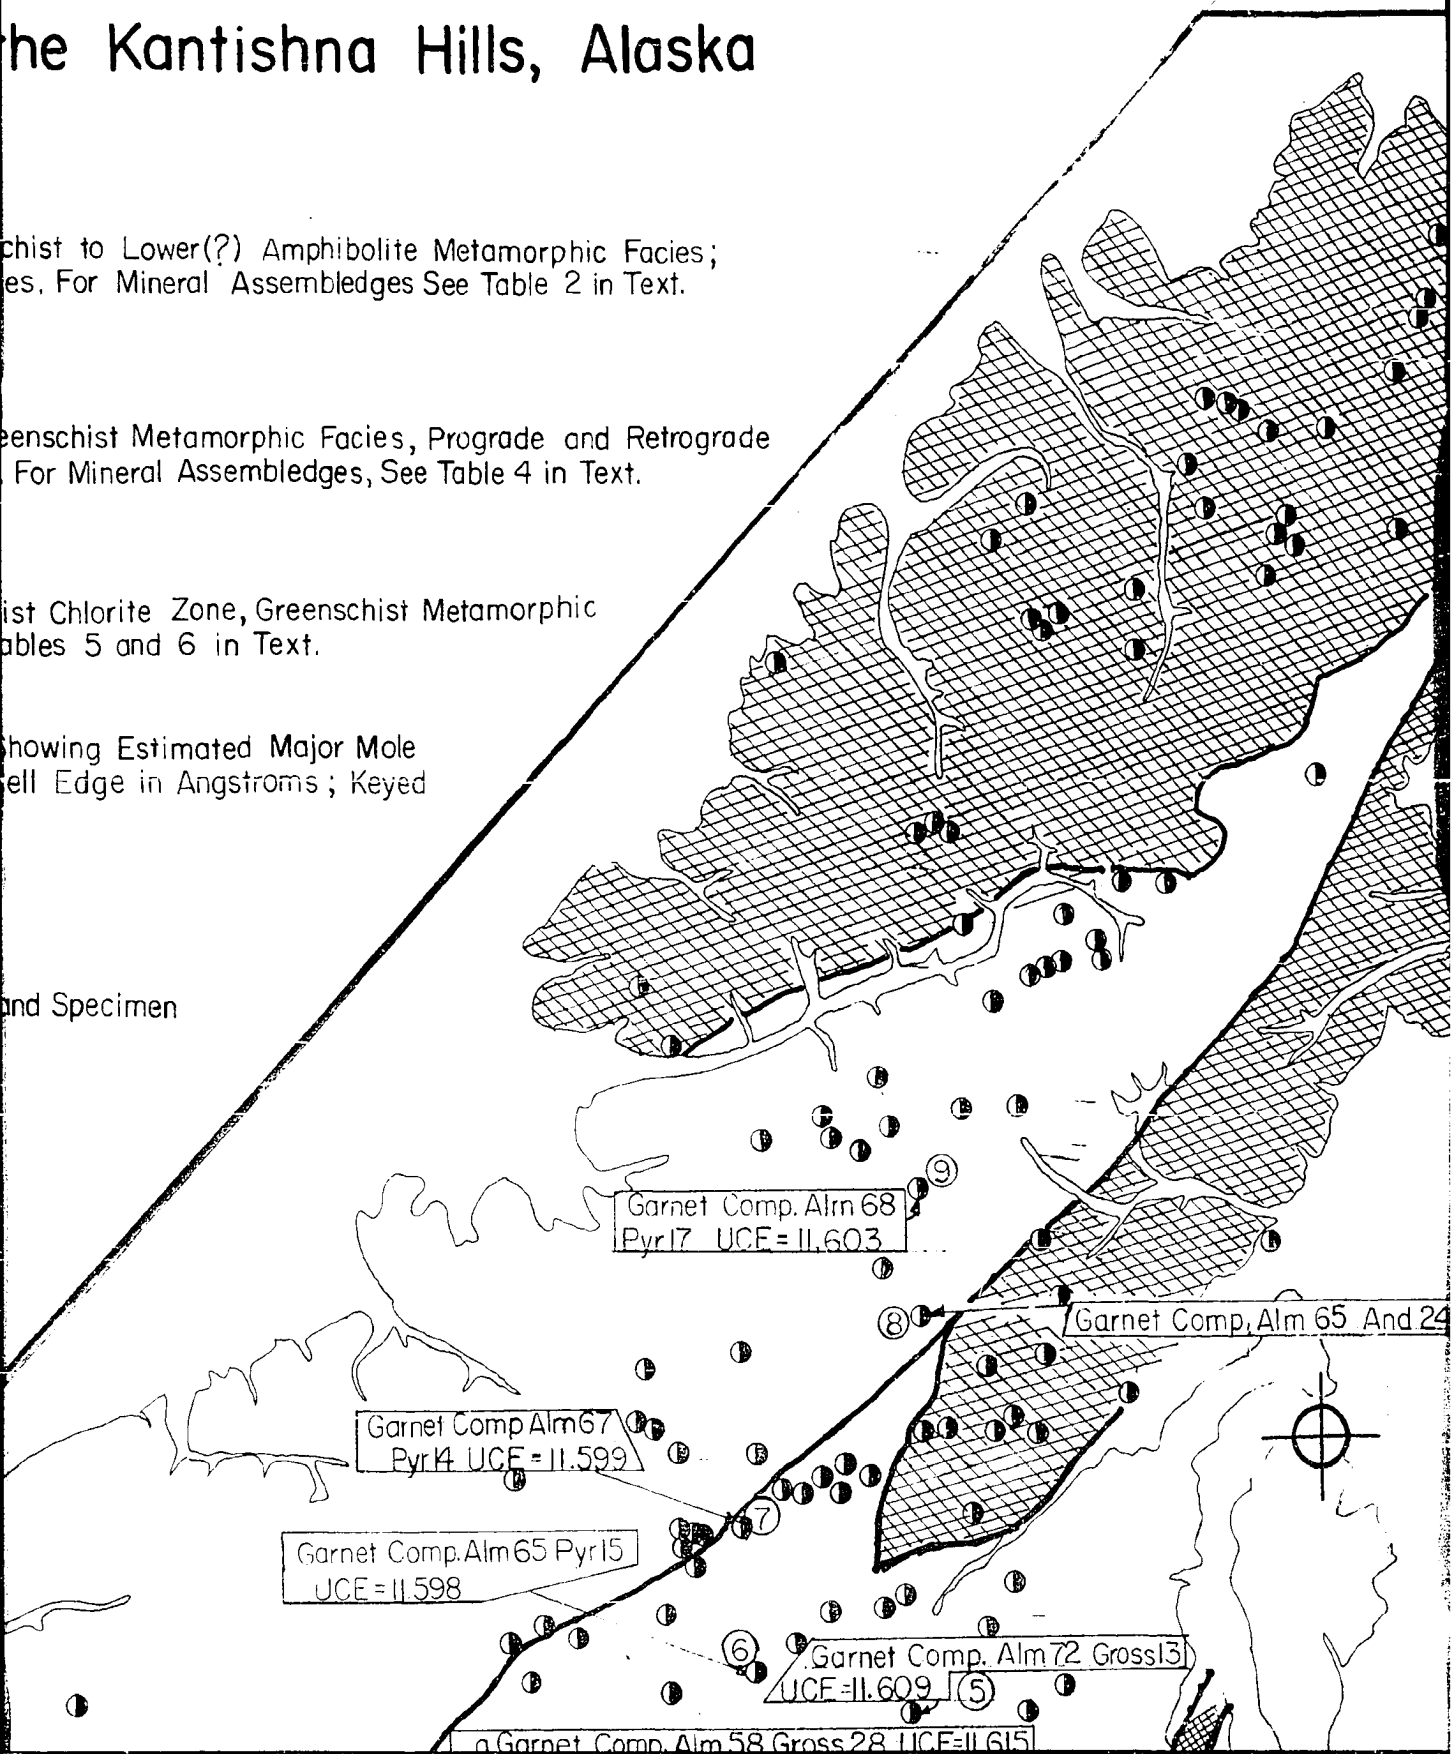 the Kantishna Hills, Alaska
chist to Lower(?) Amphibolite Metamorphic Facies;
es. For Mineral Assembledges See Table 2 in Text.
eenschist Metamorphic Facies, Prograde and Retrograde
For Mineral Assembledges, See Table 4 in Text.
ist Chlorite Zone, Greenschist Metamorphic
ables 5 and 6 in Text.
howing Estimated Major Mole
ell Edge in Angstroms; Keyed
and Specimen
9
Garnet Comp. Alm 68
Pyr 17 UCE = 11.603
8
Garnet Comp, Alm 65 And 24
Garnet Comp Alm 67
Pyr 14 UCE = 11.599
7
Garnet Comp. Alm 65 Pyr 15
UCE = 11.598
6
Garnet Comp. Alm 72 Gross 13
UCE = 11.609
5
a Garnet Comp. Alm 58 Gross 28 UCE = 11.615